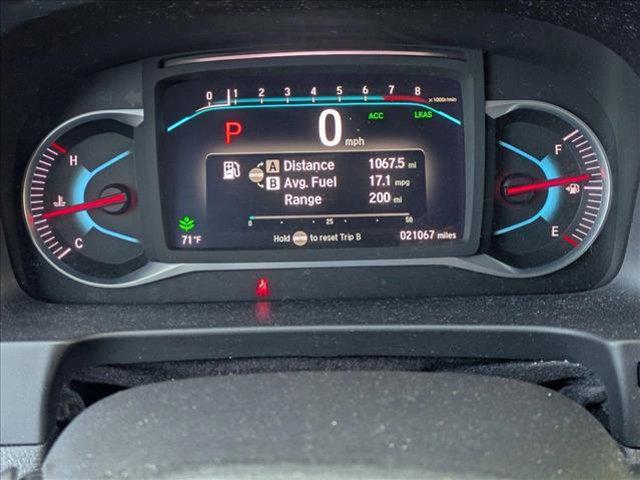 0 1 2 3 4 5 6 7 8 x1000r/min
ACC LKAS
P 0 mph
H F
A Distance 1067.5 mi
B Avg. Fuel 17.1 mpg
Range 200 mi
0 25 50
C E
71°F Hold ENTER to reset Trip B 021067 miles